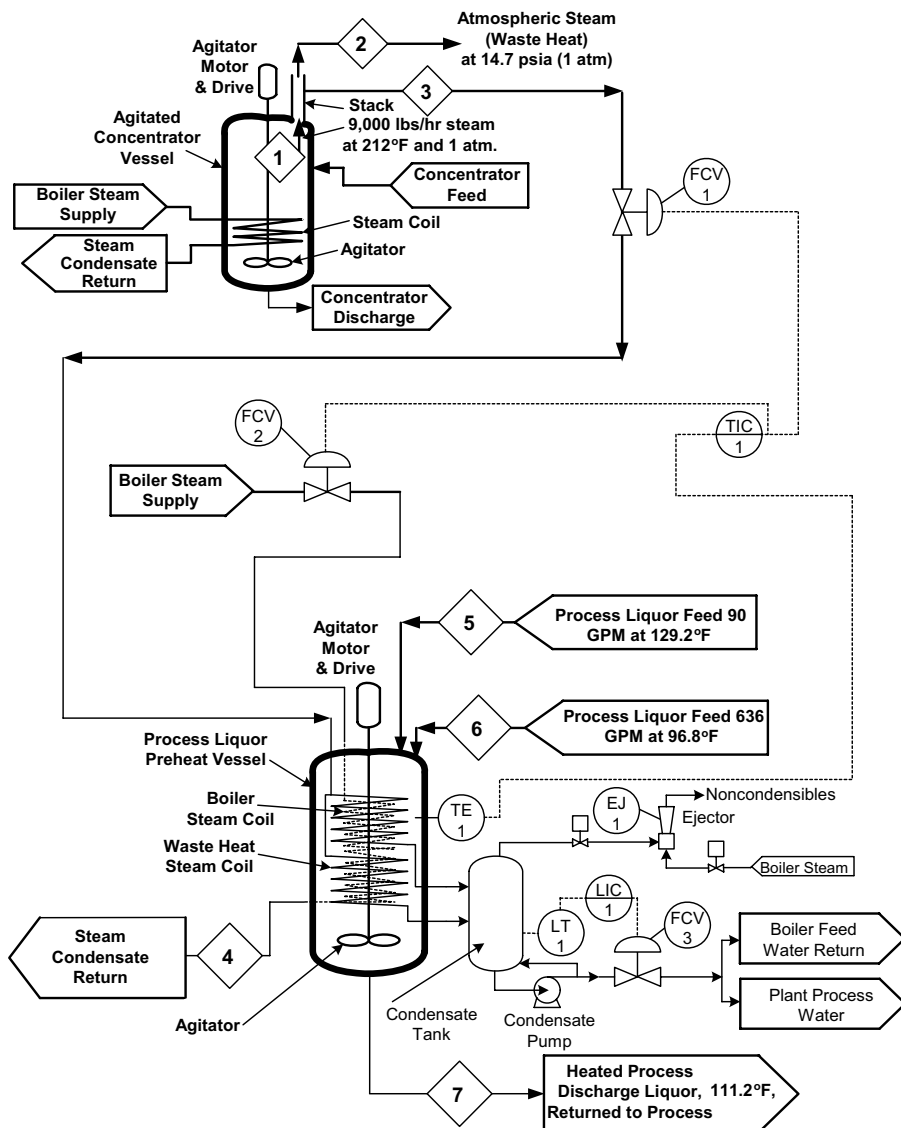 Atmospheric Steam
(Waste Heat)
at 14.7 psia (1 atm)
2
Agitator
Motor
& Drive
3
Stack
9,000 lbs/hr steam
at 212ºF and 1 atm.
Agitated
Concentrator
Vessel
1
Concentrator
Feed
FCV
1
Boiler Steam
Supply
Steam Coil
Steam
Condensate
Return
Agitator
Concentrator
Discharge
FCV
2
TIC
1
Boiler Steam
Supply
5
Process Liquor Feed 90
GPM at 129.2ºF
Agitator
Motor
& Drive
6
Process Liquor Feed 636
GPM at 96.8ºF
Process Liquor
Preheat Vessel
Boiler
Steam Coil
TE
1
EJ
1
Noncondensibles
Ejector
Waste Heat
Steam Coil
Boiler Steam
LIC
1
LT
1
FCV
3
Steam
Condensate
Return
4
Boiler Feed
Water Return
Plant Process
Water
Agitator
Condensate
Tank
Condensate
Pump
7
Heated Process
Discharge Liquor, 111.2ºF,
Returned to Process